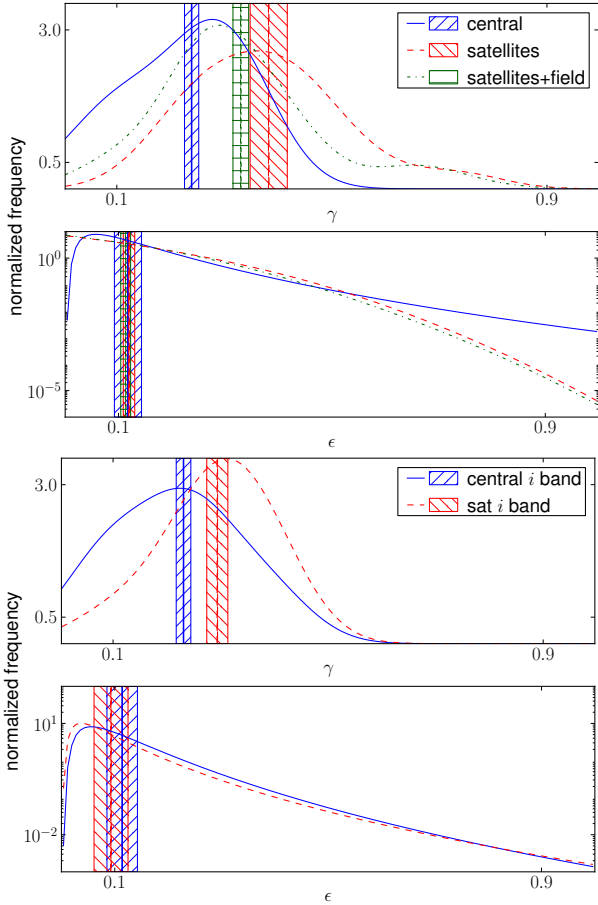 3.0
0.5
central
satellites
satellites+field
0.1
0.9
γ
normalized frequency
10^0
10^-5
0.1
0.9
ϵ
3.0
0.5
central i band
sat i band
0.1
0.9
γ
normalized frequency
10^1
10^-2
0.1
0.9
ϵ